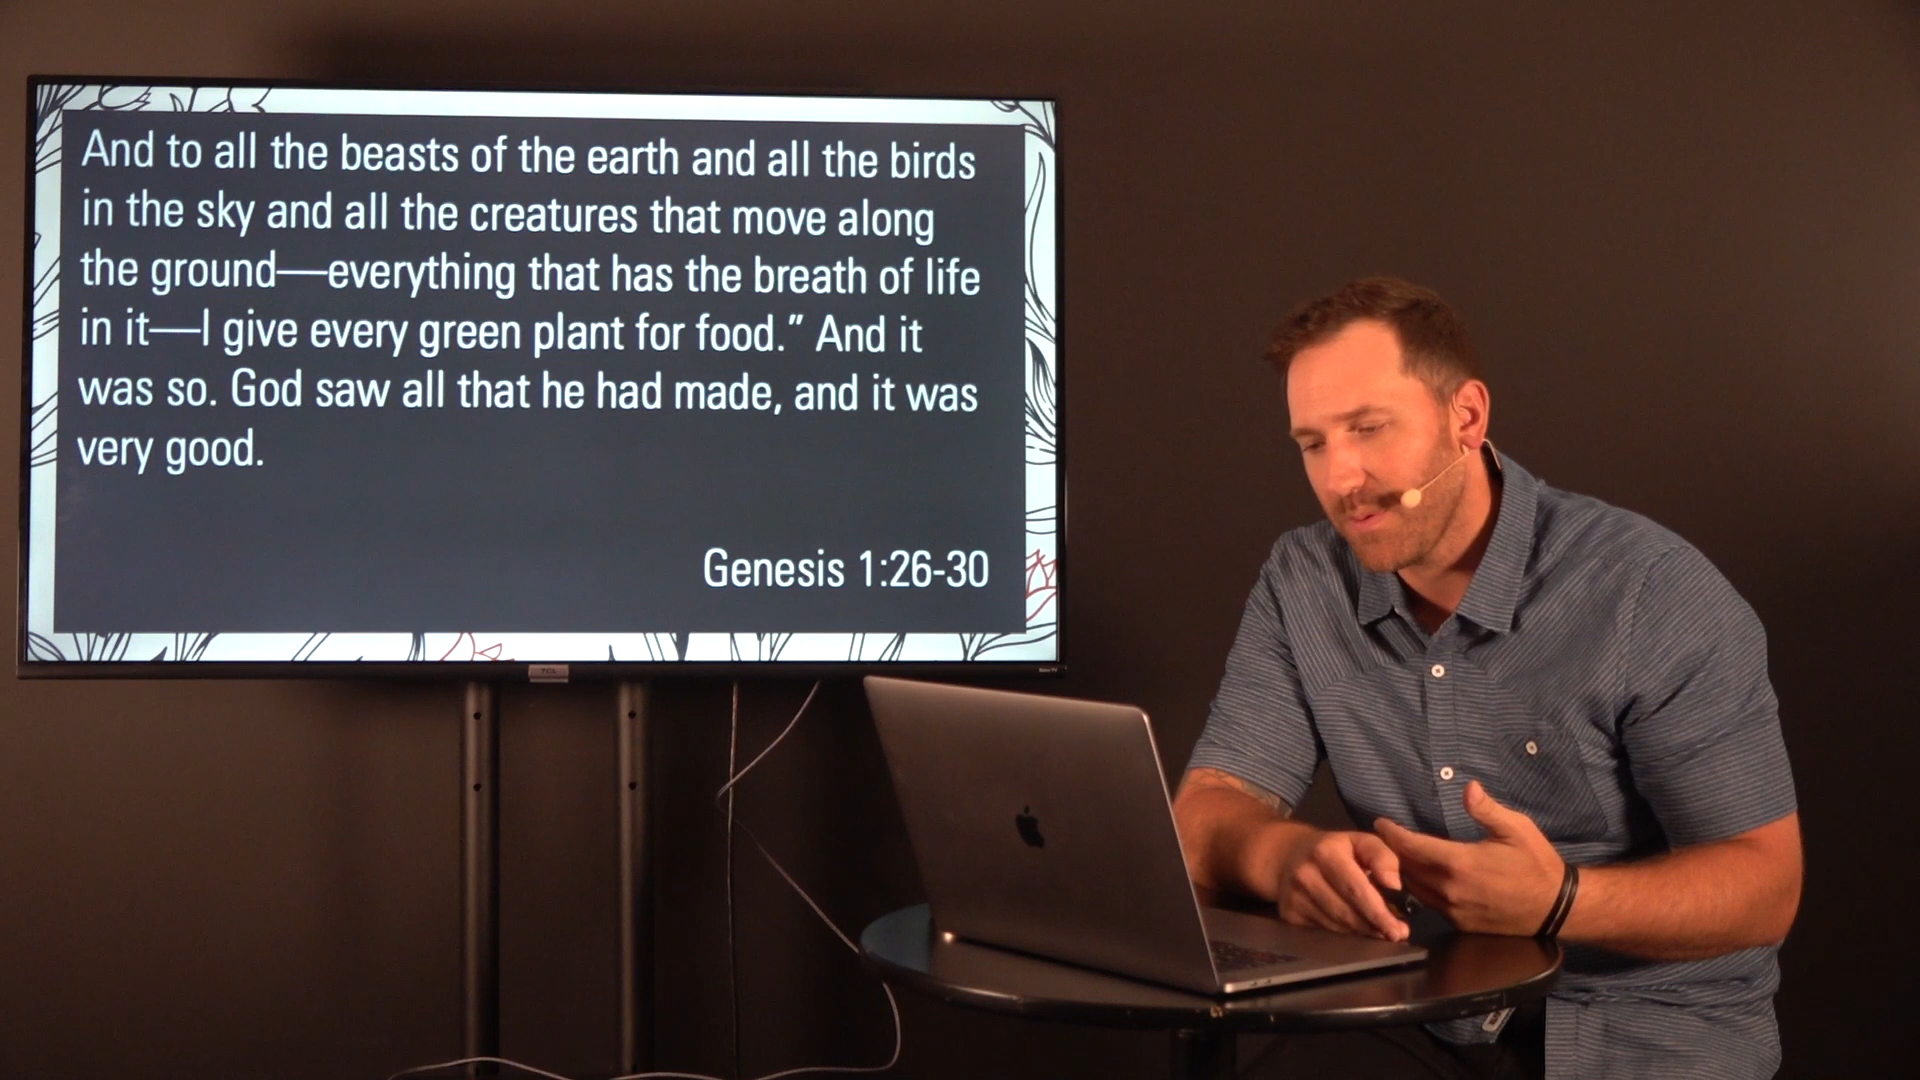 And to all the beasts of the earth and all the birds
in the sky and all the creatures that move along
the ground—everything that has the breath of life
in it—I give every green plant for food.” And it
was so. God saw all that he had made, and it was
very good.
Genesis 1:26-30
TCL